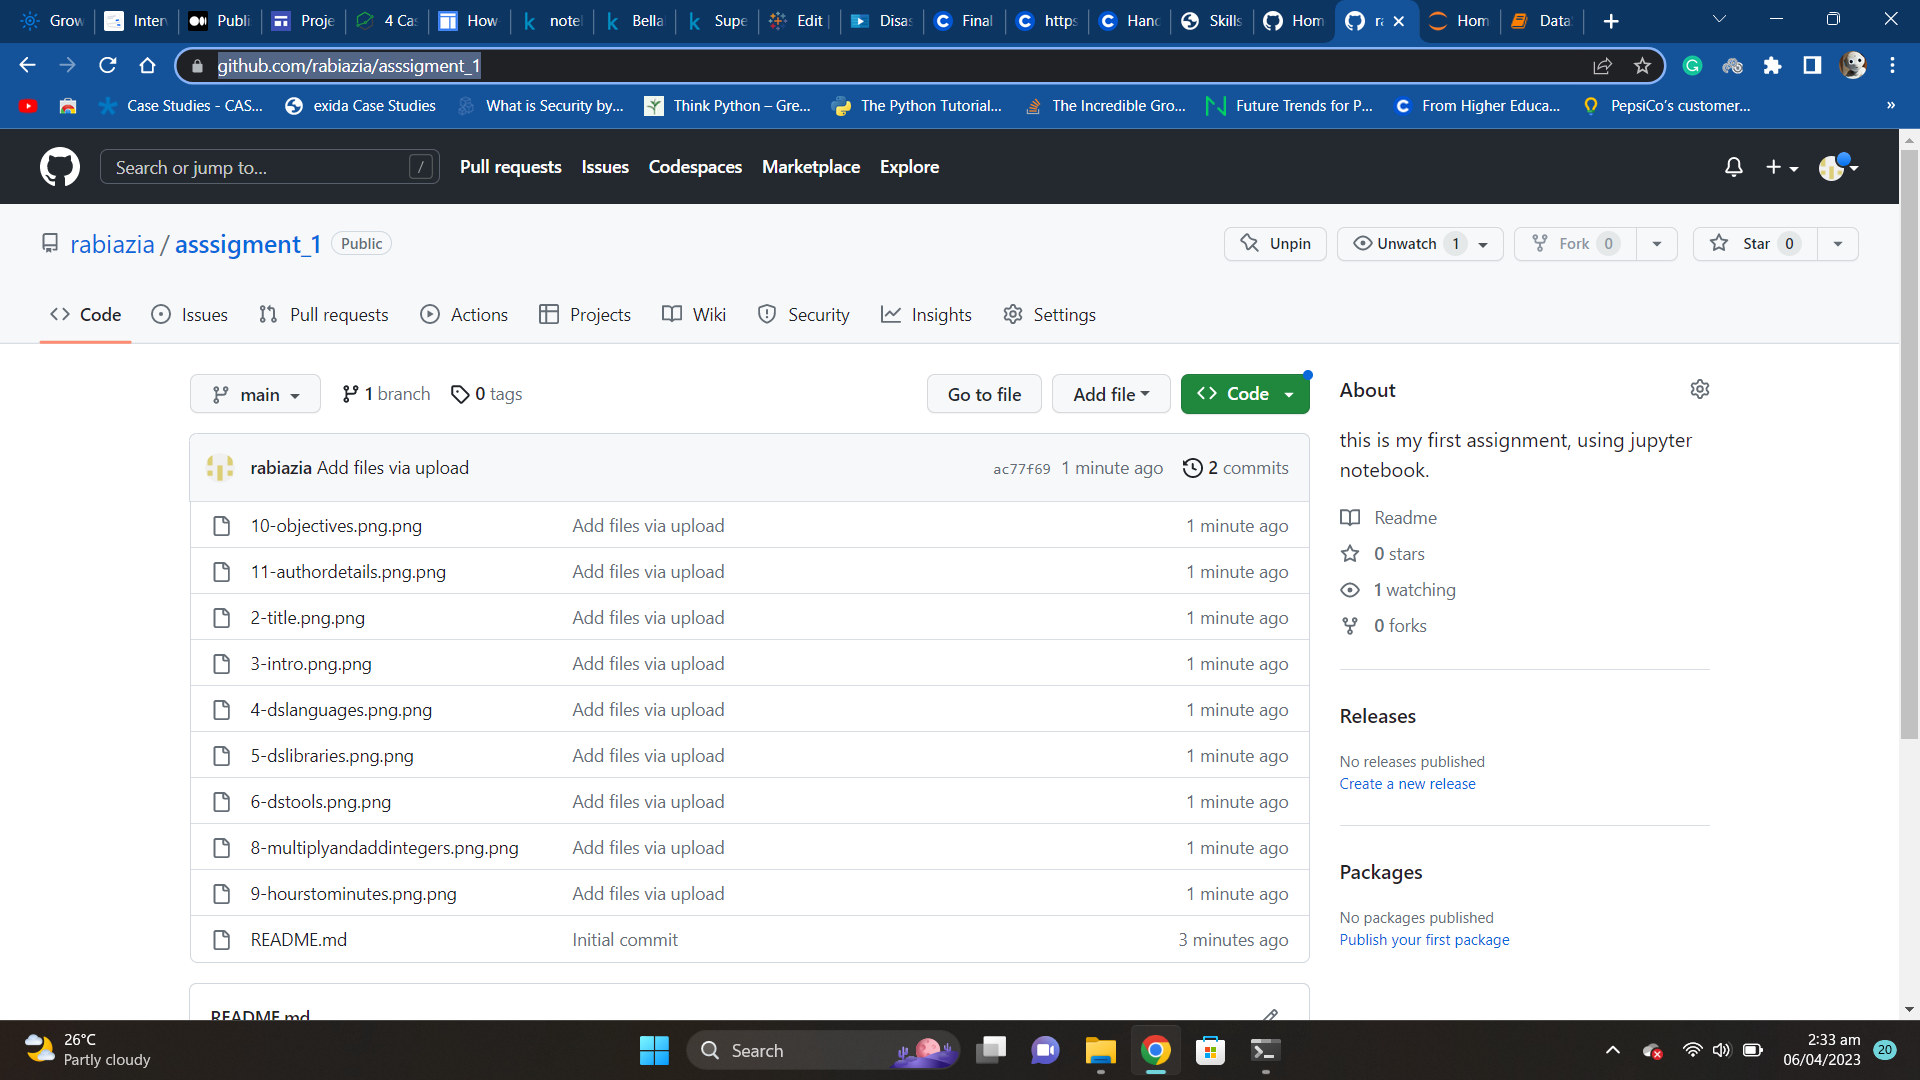 Grow
Inter
Publi
Proje
4 Cas
How
note
Bella
Supe
Edit
Disas
Final
https
Hanc
Skills
Hom
ra
Hom
Data
github.com/rabiazia/asssigment_1
Case Studies - CAS...
exida Case Studies
What is Security by...
Think Python – Gre...
The Python Tutorial...
The Incredible Gro...
Future Trends for P...
From Higher Educa...
PepsiCo's customer...
»
Search or jump to... /
Pull requests Issues Codespaces Marketplace Explore
rabiazia / asssigment_1 Public
Unpin Unwatch 1 Fork 0 Star 0
Code Issues Pull requests Actions Projects Wiki Security Insights Settings
main 1 branch 0 tags Go to file Add file Code
rabiazia Add files via upload ac77f69 1 minute ago 2 commits
10-objectives.png.png Add files via upload 1 minute ago
11-authordetails.png.png Add files via upload 1 minute ago
2-title.png.png Add files via upload 1 minute ago
3-intro.png.png Add files via upload 1 minute ago
4-dslanguages.png.png Add files via upload 1 minute ago
5-dslibraries.png.png Add files via upload 1 minute ago
6-dstools.png.png Add files via upload 1 minute ago
8-multiplyandaddintegers.png.png Add files via upload 1 minute ago
9-hourstominutes.png.png Add files via upload 1 minute ago
README.md Initial commit 3 minutes ago
README.md
About
this is my first assignment, using jupyter
notebook.
Readme
0 stars
1 watching
0 forks
Releases
No releases published
Create a new release
Packages
No packages published
Publish your first package
26°C
Partly cloudy
Search
2:33 am
06/04/2023
20